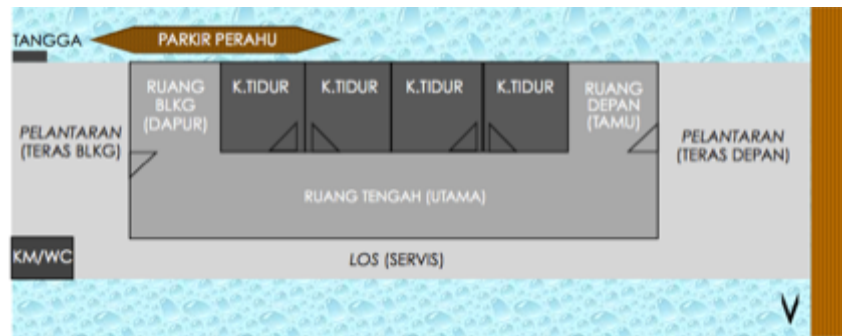 TANGGA
PARKIR PERAHU
RUANG
BLKG
(DAPUR)
K.TIDUR
K.TIDUR
K.TIDUR
K.TIDUR
RUANG
DEPAN
(TAMU)
PELANTARAN
(TERAS BLKG)
PELANTARAN
(TERAS DEPAN)
RUANG TENGAH (UTAMA)
KM/WC
LOS (SERVIS)